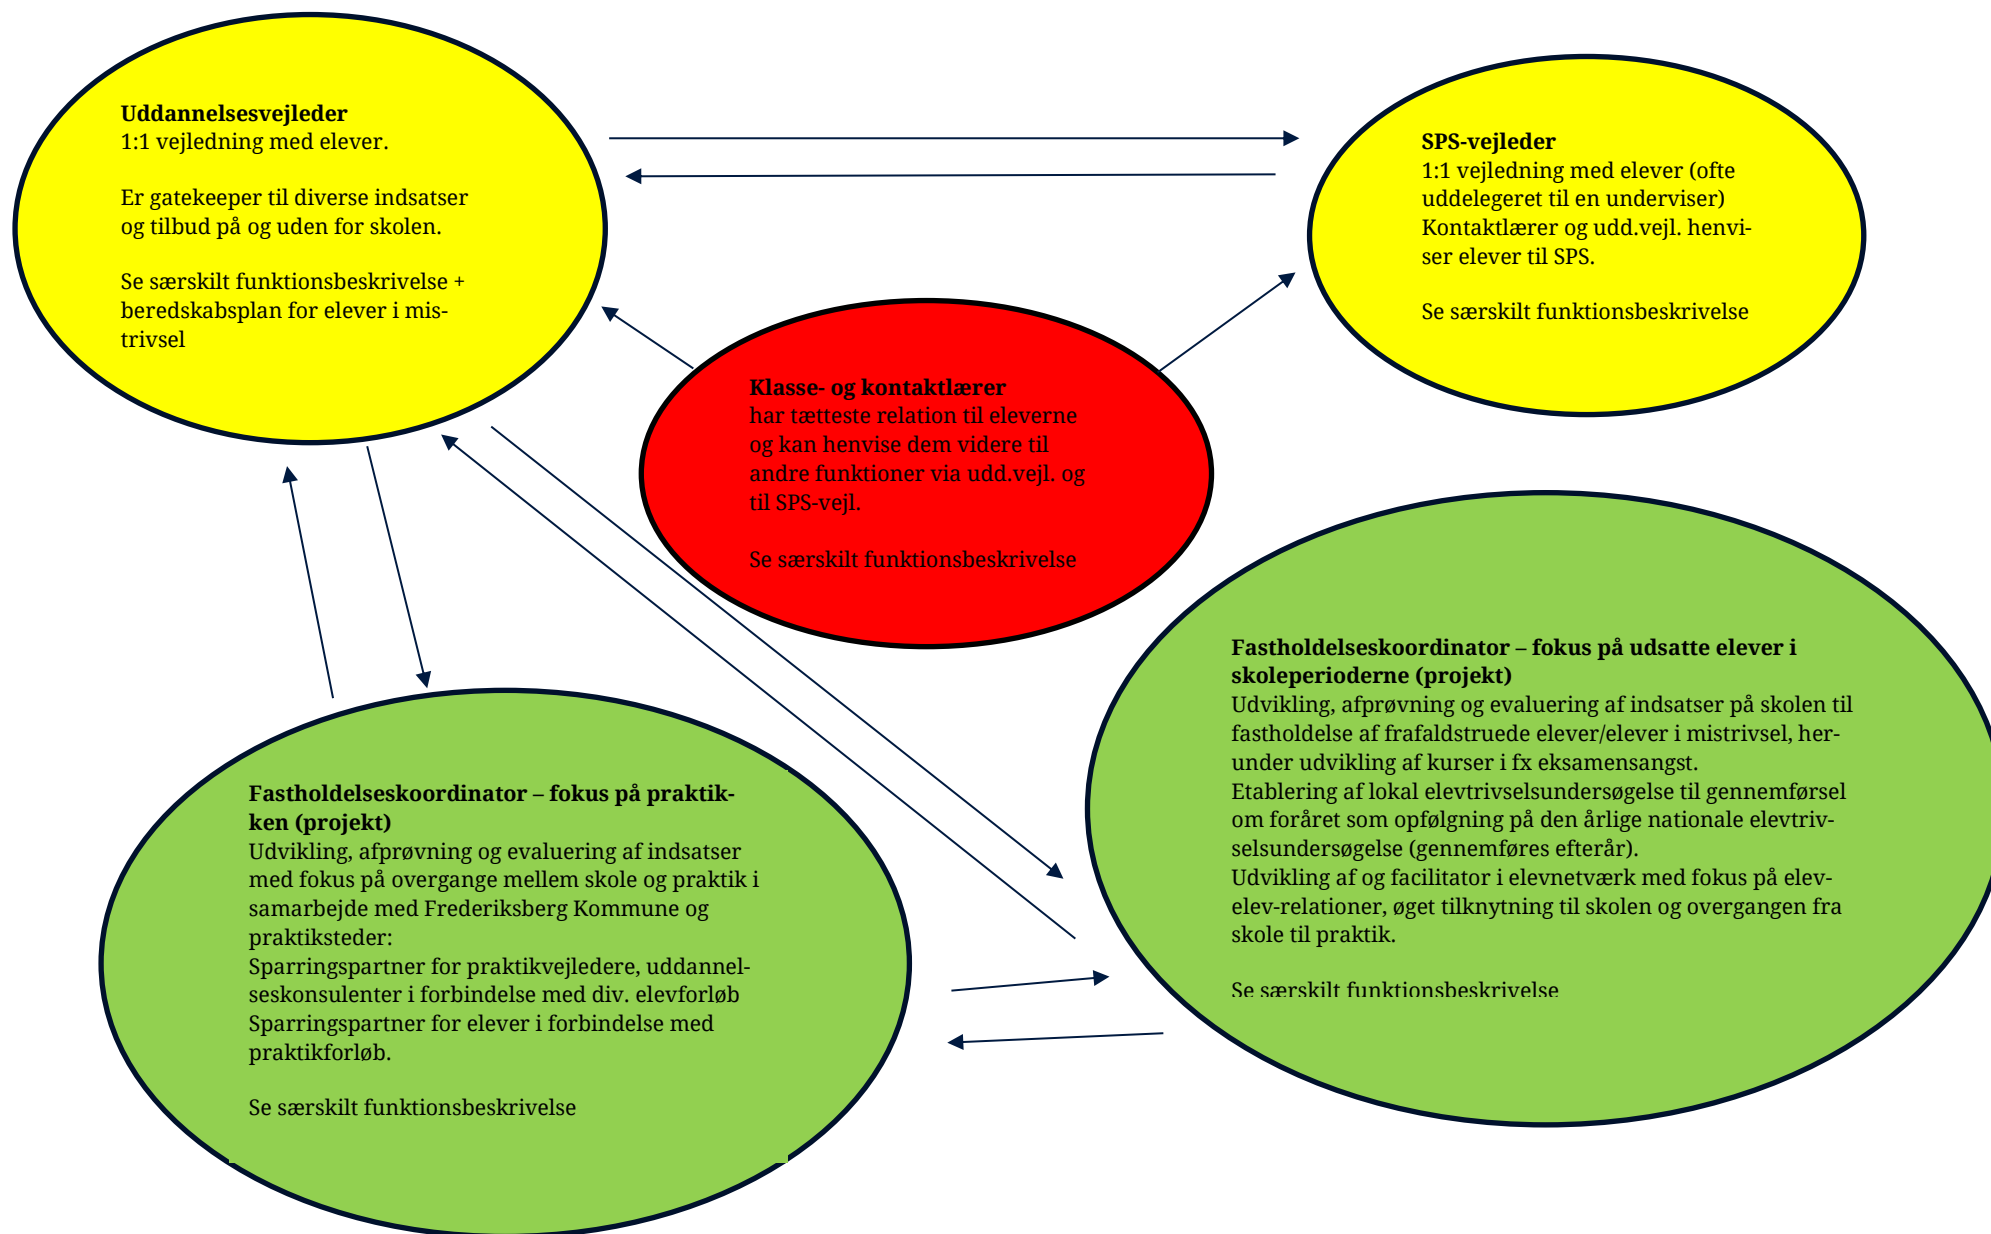 Uddannelsesvejleder
1:1 vejledning med elever.
Er gatekeeper til diverse indsatser
og tilbud på og uden for skolen.
Se særskilt funktionsbeskrivelse +
beredskabsplan for elever i mis-
trivsel
SPS-vejleder
1:1 vejledning med elever (ofte
uddelegeret til en underviser)
Kontaktlærer og udd.vejl. henvi-
ser elever til SPS.
Se særskilt funktionsbeskrivelse
Klasse- og kontaktlærer
har tætteste relation til eleverne
og kan henvise dem videre til
andre funktioner via udd.vejl. og
til SPS-vejl.
Se særskilt funktionsbeskrivelse
Fastholdelseskoordinator – fokus på udsatte elever i
skoleperioderne (projekt)
Udvikling, afprøvning og evaluering af indsatser på skolen til
fastholdelse af frafaldstruede elever/elever i mistrivsel, her-
under udvikling af kurser i fx eksamensangst.
Etablering af lokal elevtrivselsundersøgelse til gennemførsel
om foråret som opfølgning på den årlige nationale elevtriv-
selsundersøgelse (gennemføres efterår).
Udvikling af og facilitator i elevnetværk med fokus på elev-
elev-relationer, øget tilknytning til skolen og overgangen fra
skole til praktik.
Se særskilt funktionsbeskrivelse
Fastholdelseskoordinator – fokus på praktik-
ken (projekt)
Udvikling, afprøvning og evaluering af indsatser
med fokus på overgange mellem skole og praktik i
samarbejde med Frederiksberg Kommune og
praktiksteder:
Sparringspartner for praktikvejledere, uddannel-
seskonsulenter i forbindelse med div. elevforløb
Sparringspartner for elever i forbindelse med
praktikforløb.
Se særskilt funktionsbeskrivelse